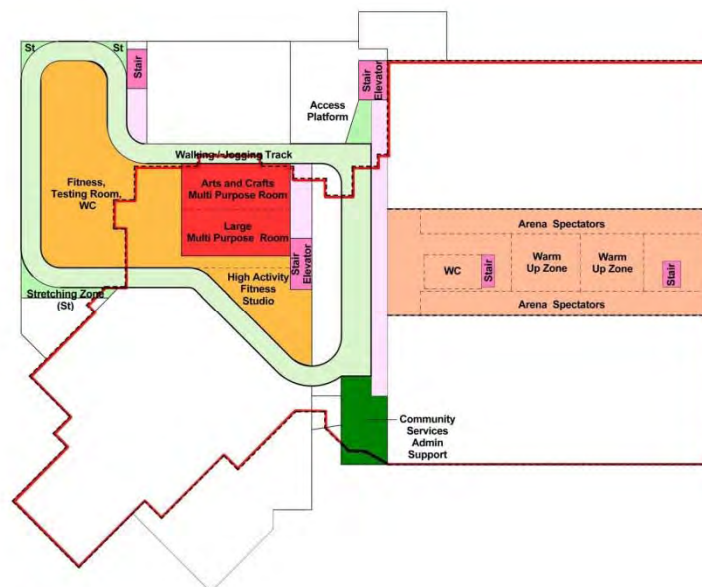 St
St
Stair
Stair
Elevator
Access
Platform
Walking / Jogging Track
Fitness,
Testing Room,
WC
Arts and Crafts
Multi Purpose Room
Large
Multi Purpose Room
Stair
Elevator
High Activity
Fitness
Studio
Stretching Zone
(St)
Arena Spectators
WC
Stair
Warm
Up Zone
Warm
Up Zone
Stair
Arena Spectators
Community
Services
Admin
Support